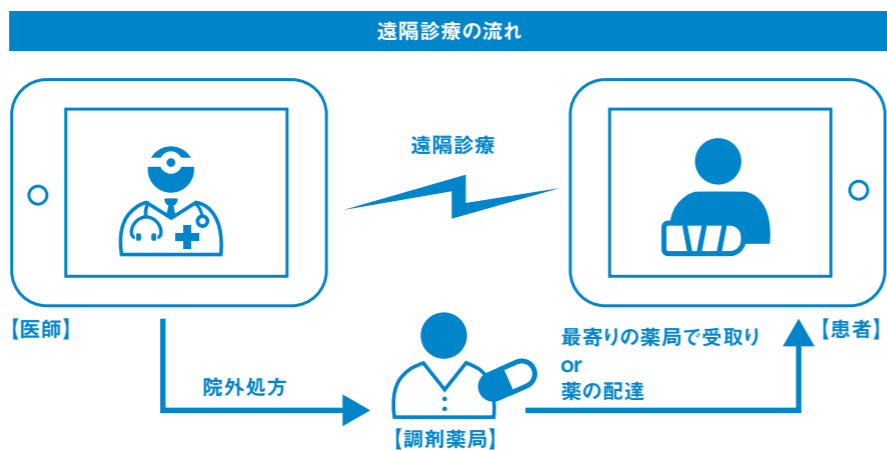 遠隔診療の流れ
遠隔診療
【医師】
【患者】
院外処方
最寄りの薬局で受取り
or
薬の配達
【調剤薬局】